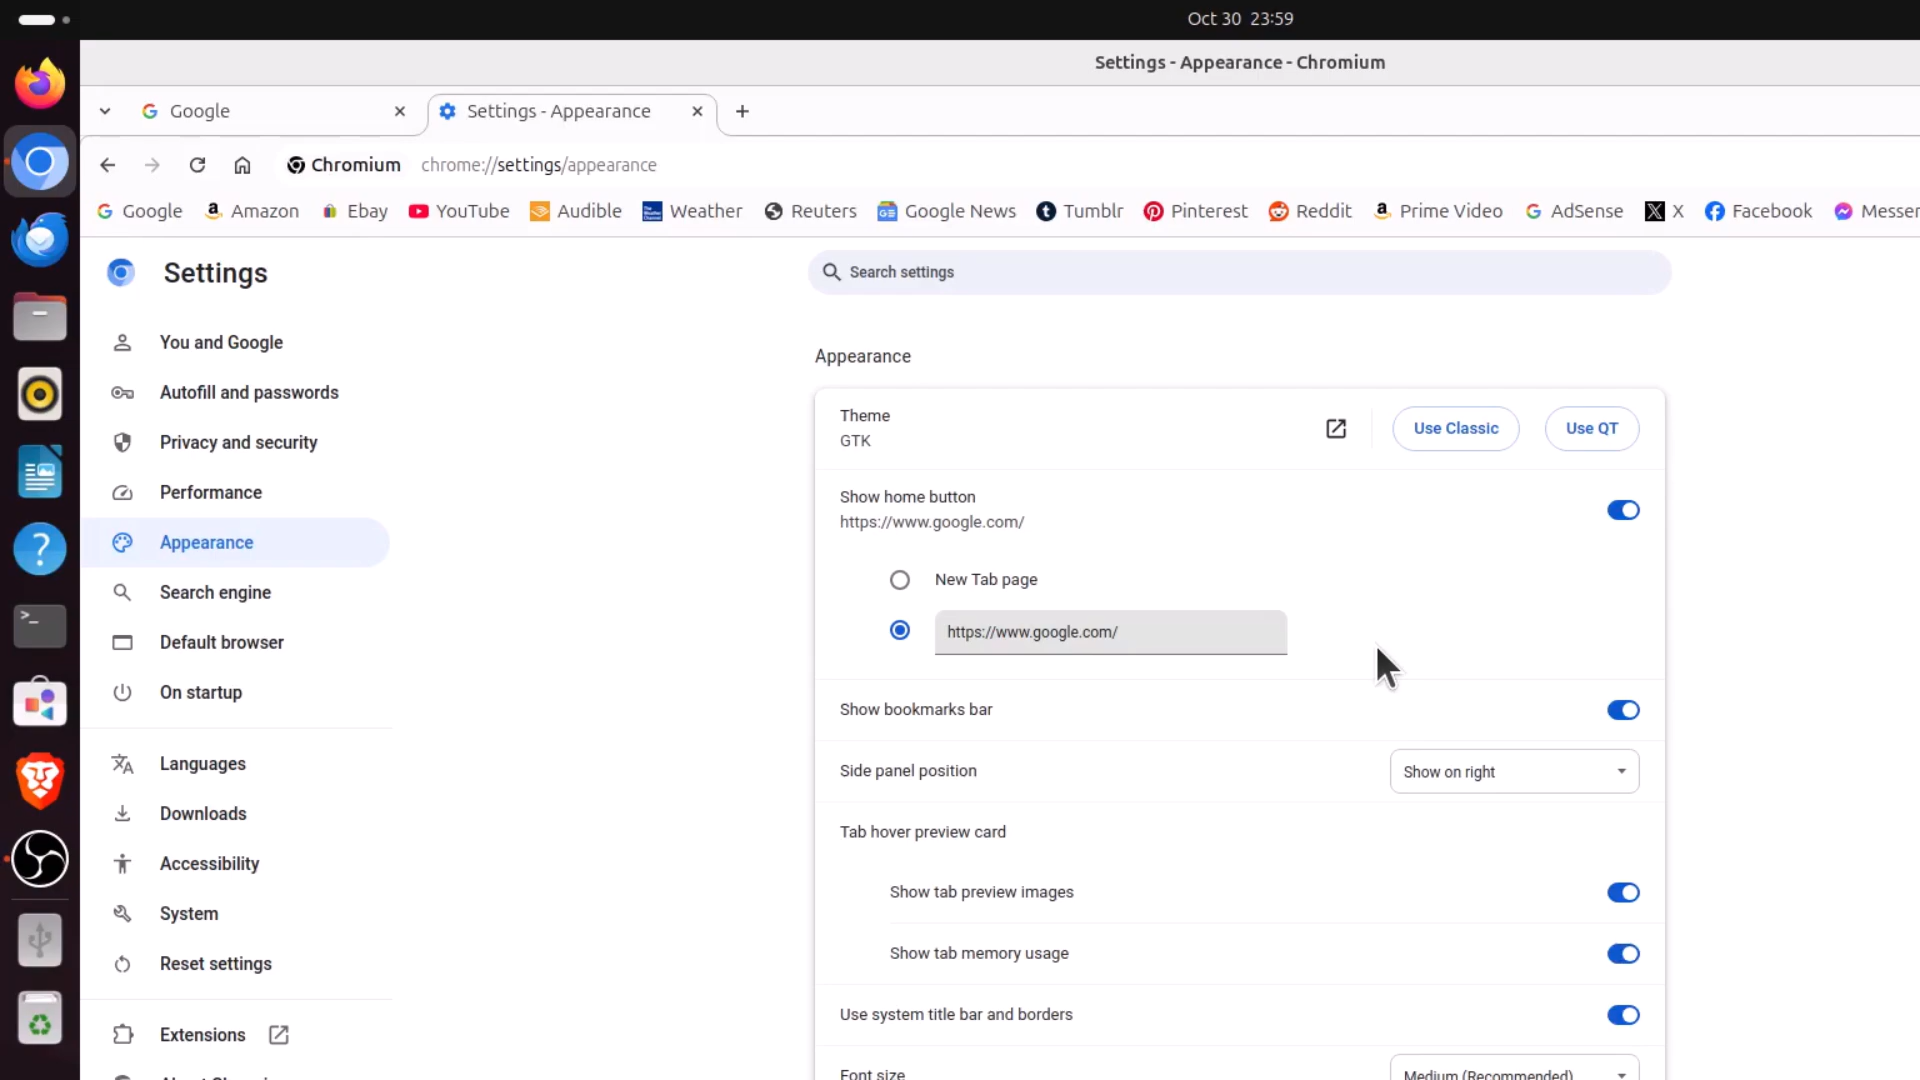 Oct 30 23:59
Settings - Appearance - Chromium
Google
Settings - Appearance
Chromium chrome://settings/appearance
Google Amazon Ebay YouTube Audible Weather Reuters Google News Tumblr Pinterest Reddit Prime Video AdSense X Facebook Messen
Settings
Search settings
You and Google
Autofill and passwords
Privacy and security
Performance
Appearance
Search engine
Default browser
On startup
Languages
Downloads
Accessibility
System
Reset settings
Extensions
Appearance
Theme
GTK
Use Classic
Use QT
Show home button
https://www.google.com/
New Tab page
https://www.google.com/
Show bookmarks bar
Side panel position
Show on right
Tab hover preview card
Show tab preview images
Show tab memory usage
Use system title bar and borders
Font size
Medium (Recommended)